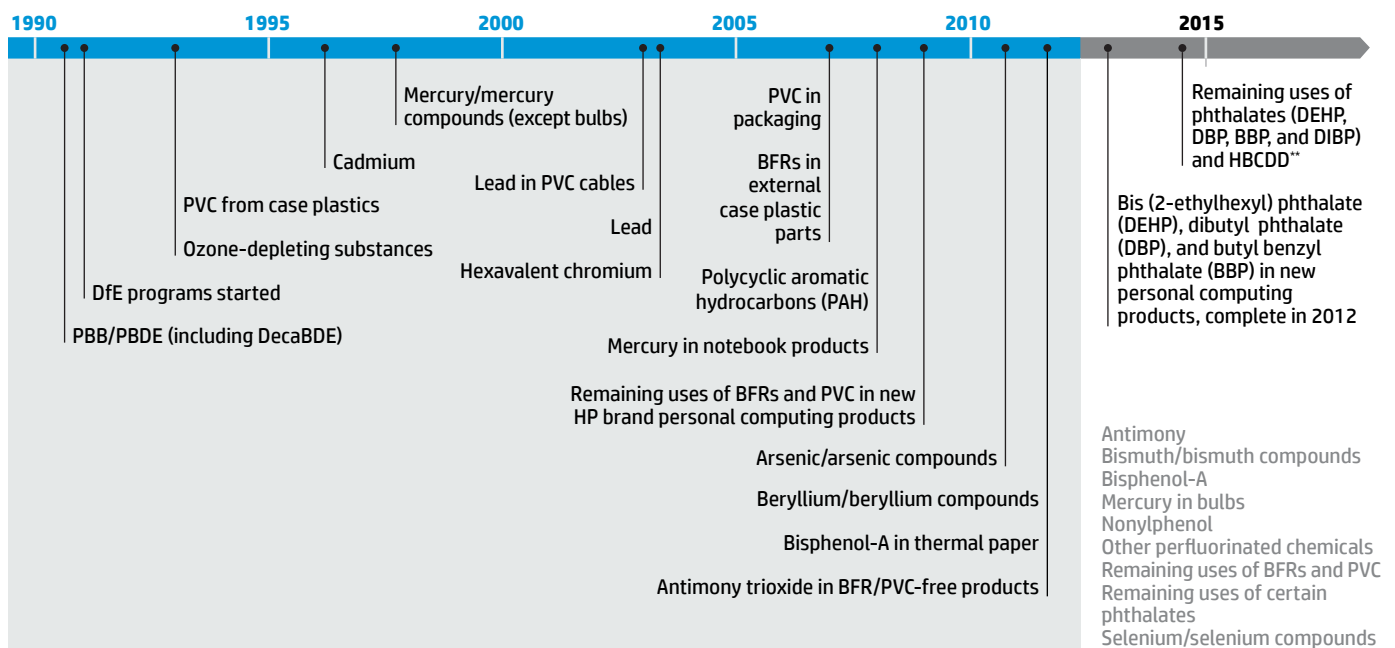 1990
1995
2000
2005
2010
2015
Mercury/mercury
compounds (except bulbs)
Cadmium
PVC from case plastics
Ozone-depleting substances
DfE programs started
PBB/PBDE (including DecaBDE)
Lead in PVC cables
Lead
Hexavalent chromium
PVC in
packaging
BFRs in
external
case plastic
parts
Polycyclic aromatic
hydrocarbons (PAH)
Mercury in notebook products
Remaining uses of BFRs and PVC in new
HP brand personal computing products
Arsenic/arsenic compounds
Beryllium/beryllium compounds
Bisphenol-A in thermal paper
Antimony trioxide in BFR/PVC-free products
Remaining uses of
phthalates (DEHP,
DBP, BBP, and DIBP)
and HBCDD**
Bis (2-ethylhexyl) phthalate
(DEHP), dibutyl phthalate
(DBP), and butyl benzyl
phthalate (BBP) in new
personal computing
products, complete in 2012
Antimony
Bismuth/bismuth compounds
Bisphenol-A
Mercury in bulbs
Nonylphenol
Other perfluorinated chemicals
Remaining uses of BFRs and PVC
Remaining uses of certain
phthalates
Selenium/selenium compounds